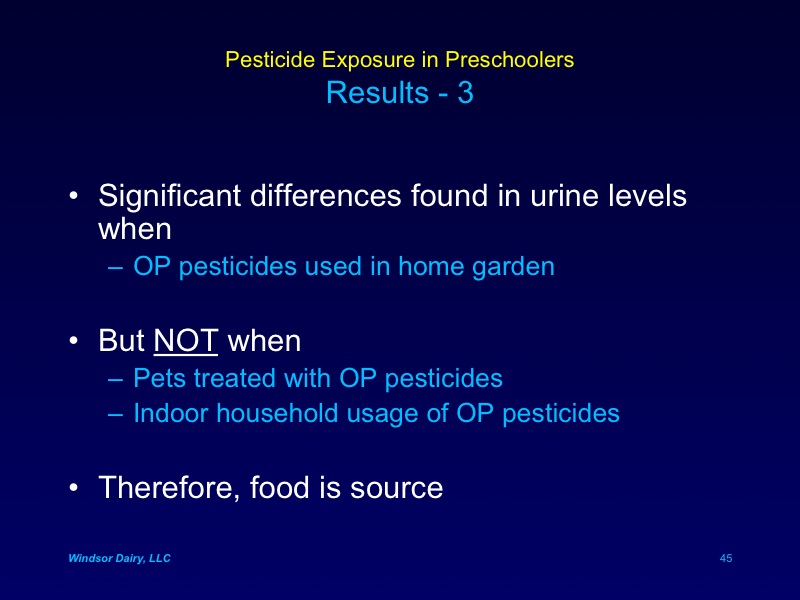 Pesticide Exposure in Preschoolers
Results - 3
• Significant differences found in urine levels
when
– OP pesticides used in home garden
• But NOT when
– Pets treated with OP pesticides
– Indoor household usage of OP pesticides
• Therefore, food is source
Windsor Dairy, LLC
45